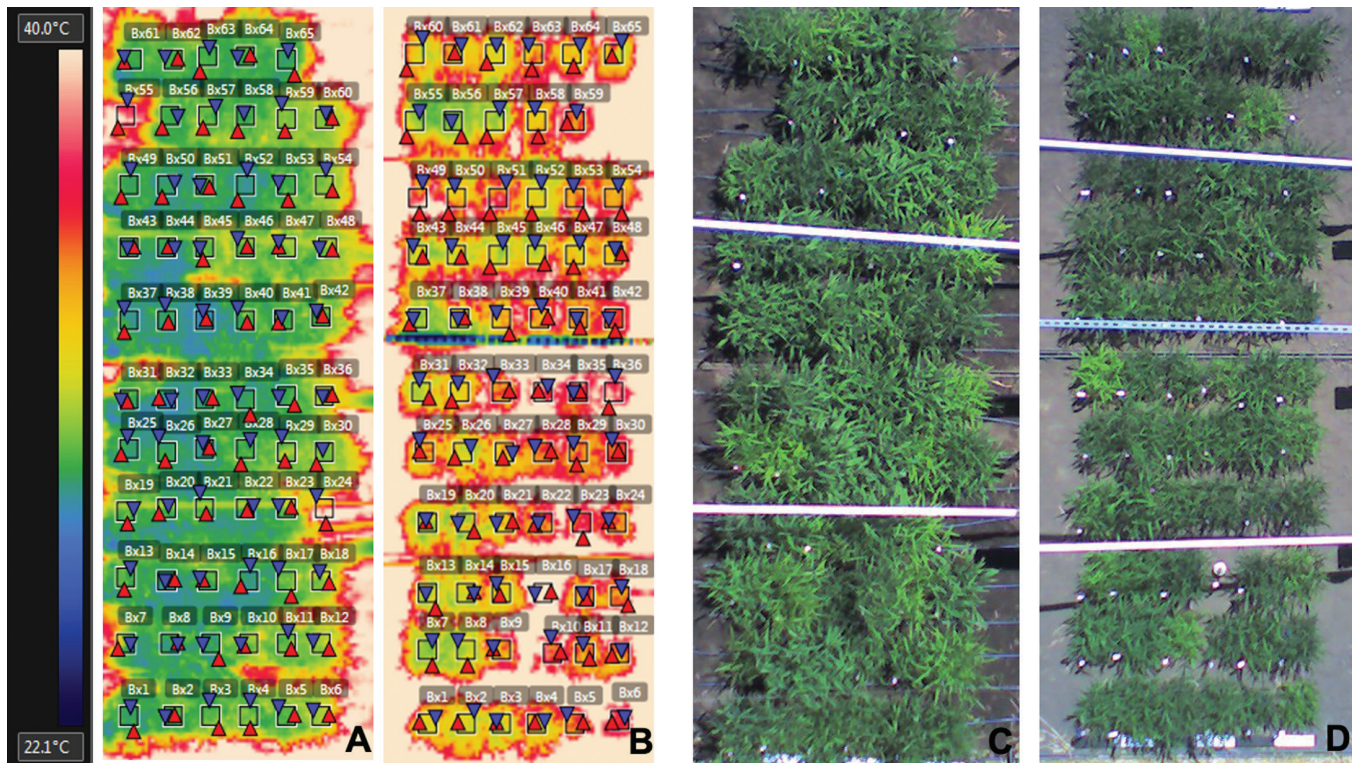 40.0°C
22.1°C
Bx61 Bx62 Bx63 Bx64 Bx65
Bx55 Bx56 Bx57 Bx58 Bx59 Bx60
Bx49 Bx50 Bx51 Bx52 Bx53 Bx54
Bx43 Bx44 Bx45 Bx46 Bx47 Bx48
Bx37 Bx38 Bx39 Bx40 Bx41 Bx42
Bx31 Bx32 Bx33 Bx34 Bx35 Bx36
Bx25 Bx26 Bx27 Bx28 Bx29 Bx30
Bx19 Bx20 Bx21 Bx22 Bx23 Bx24
Bx13 Bx14 Bx15 Bx16 Bx17 Bx18
Bx7 Bx8 Bx9 Bx10 Bx11 Bx12
Bx1 Bx2 Bx3 Bx4 Bx5 Bx6
A
Bx60 Bx61 Bx62 Bx63 Bx64 Bx65
Bx55 Bx56 Bx57 Bx58 Bx59
Bx49 Bx50 Bx51 Bx52 Bx53 Bx54
Bx43 Bx44 Bx45 Bx46 Bx47 Bx48
Bx37 Bx38 Bx39 Bx40 Bx41 Bx42
Bx31 Bx32 Bx33 Bx34 Bx35 Bx36
Bx25 Bx26 Bx27 Bx28 Bx29 Bx30
Bx19 Bx20 Bx21 Bx22 Bx23 Bx24
Bx13 Bx14 Bx15 Bx16 Bx17 Bx18
Bx7 Bx8 Bx9 Bx10 Bx11 Bx12
Bx1 Bx2 Bx3 Bx4 Bx5 Bx6
B
C
D